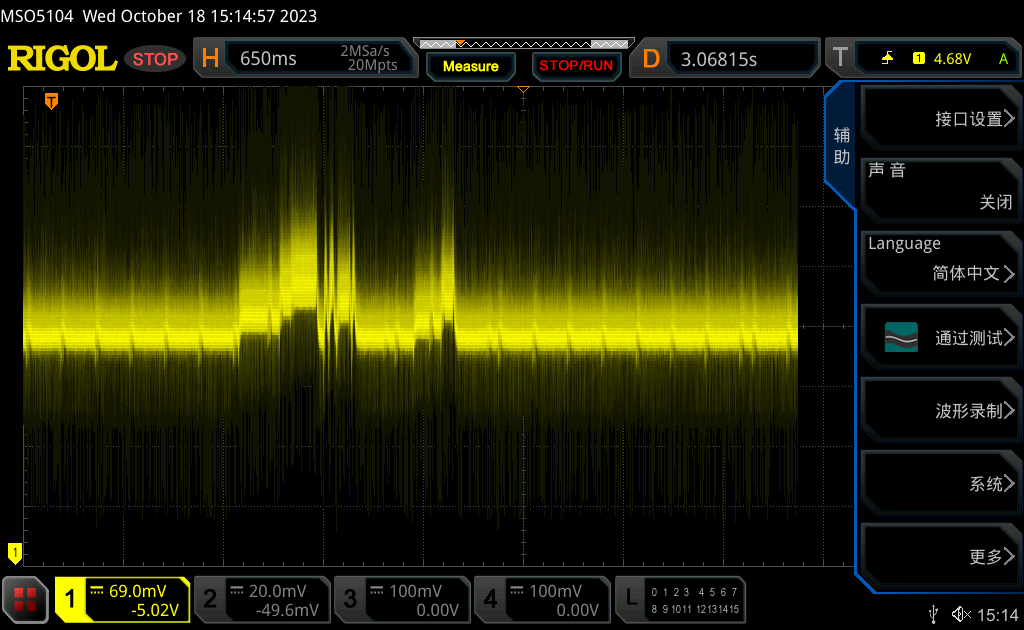 MSO5104 Wed October 18 15:14:57 2023
RIGOL STOP H 650ms 2MSa/s 20Mpts Measure STOP/RUN D 3.06815s T 1 4.68V A
T
辅助
接口设置
声音
关闭
Language
简体中文
通过测试
波形录制
系统
更多
1
1 69.0mV -5.02V
2 20.0mV -49.6mV
3 100mV 0.00V
4 100mV 0.00V
L 0 1 2 3 4 5 6 7
8 9 10 11 12 13 14 15
15:14